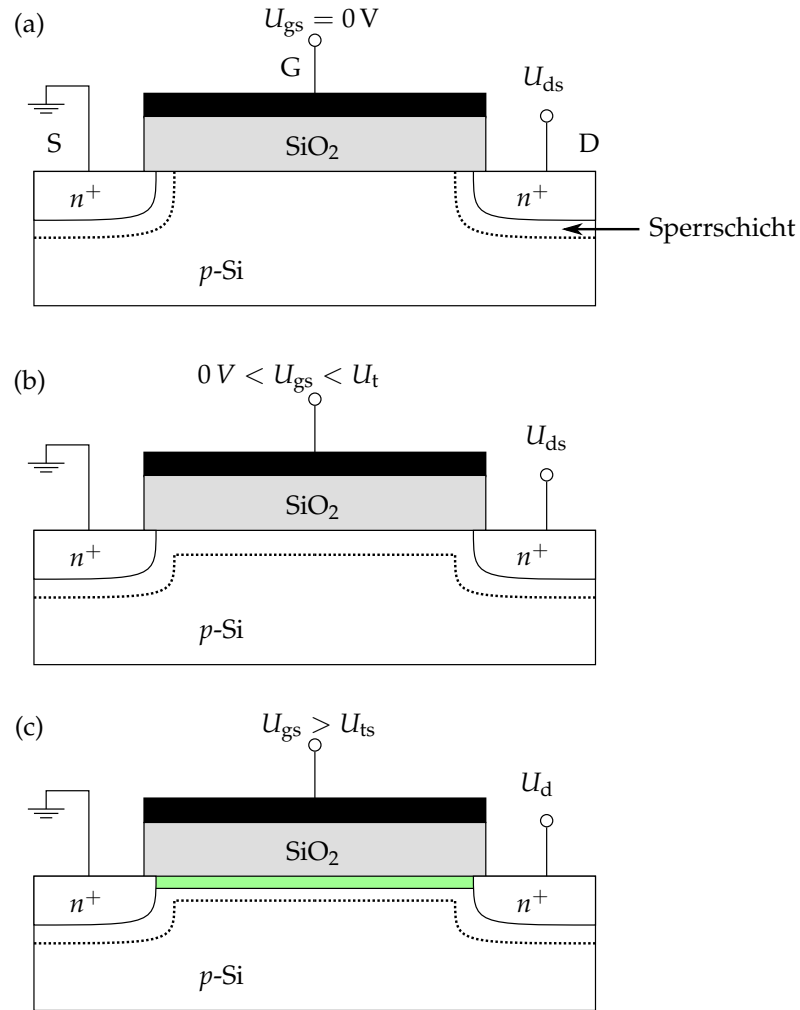 (a)
U_gs = 0 V
G
U_ds
S
D
SiO₂
n⁺ n⁺
Sperrschicht
p-Si
(b)
0 V < U_gs < U_t
U_ds
SiO₂
n⁺ n⁺
p-Si
(c)
U_gs > U_ts
U_d
SiO₂
n⁺ n⁺
p-Si